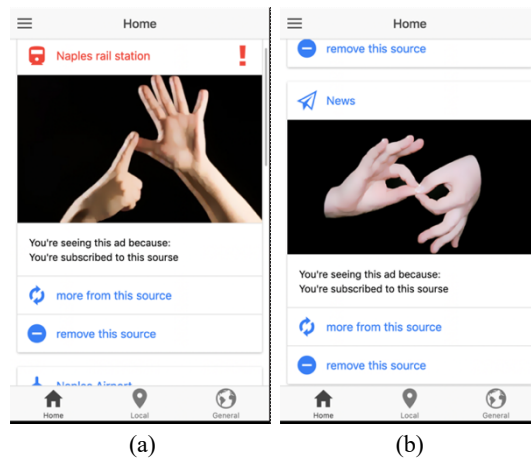 Home
Naples rail station
You're seeing this ad because:
You're subscribed to this sourse
more from this source
remove this source
Naples Airport
Home
Local
General
(a)
Home
remove this source
News
You're seeing this ad because:
You're subscribed to this sourse
more from this source
remove this source
Home
Local
General
(b)